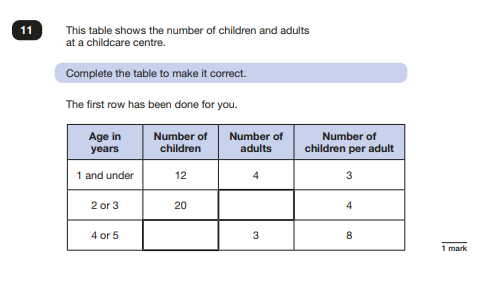 11
This table shows the number of children and adults
at a childcare centre.
Complete the table to make it correct.
The first row has been done for you.
Age in years | Number of children | Number of adults | Number of children per adult
1 and under | 12 | 4 | 3
2 or 3 | 20 | | 4
4 or 5 | | 3 | 8
1 mark